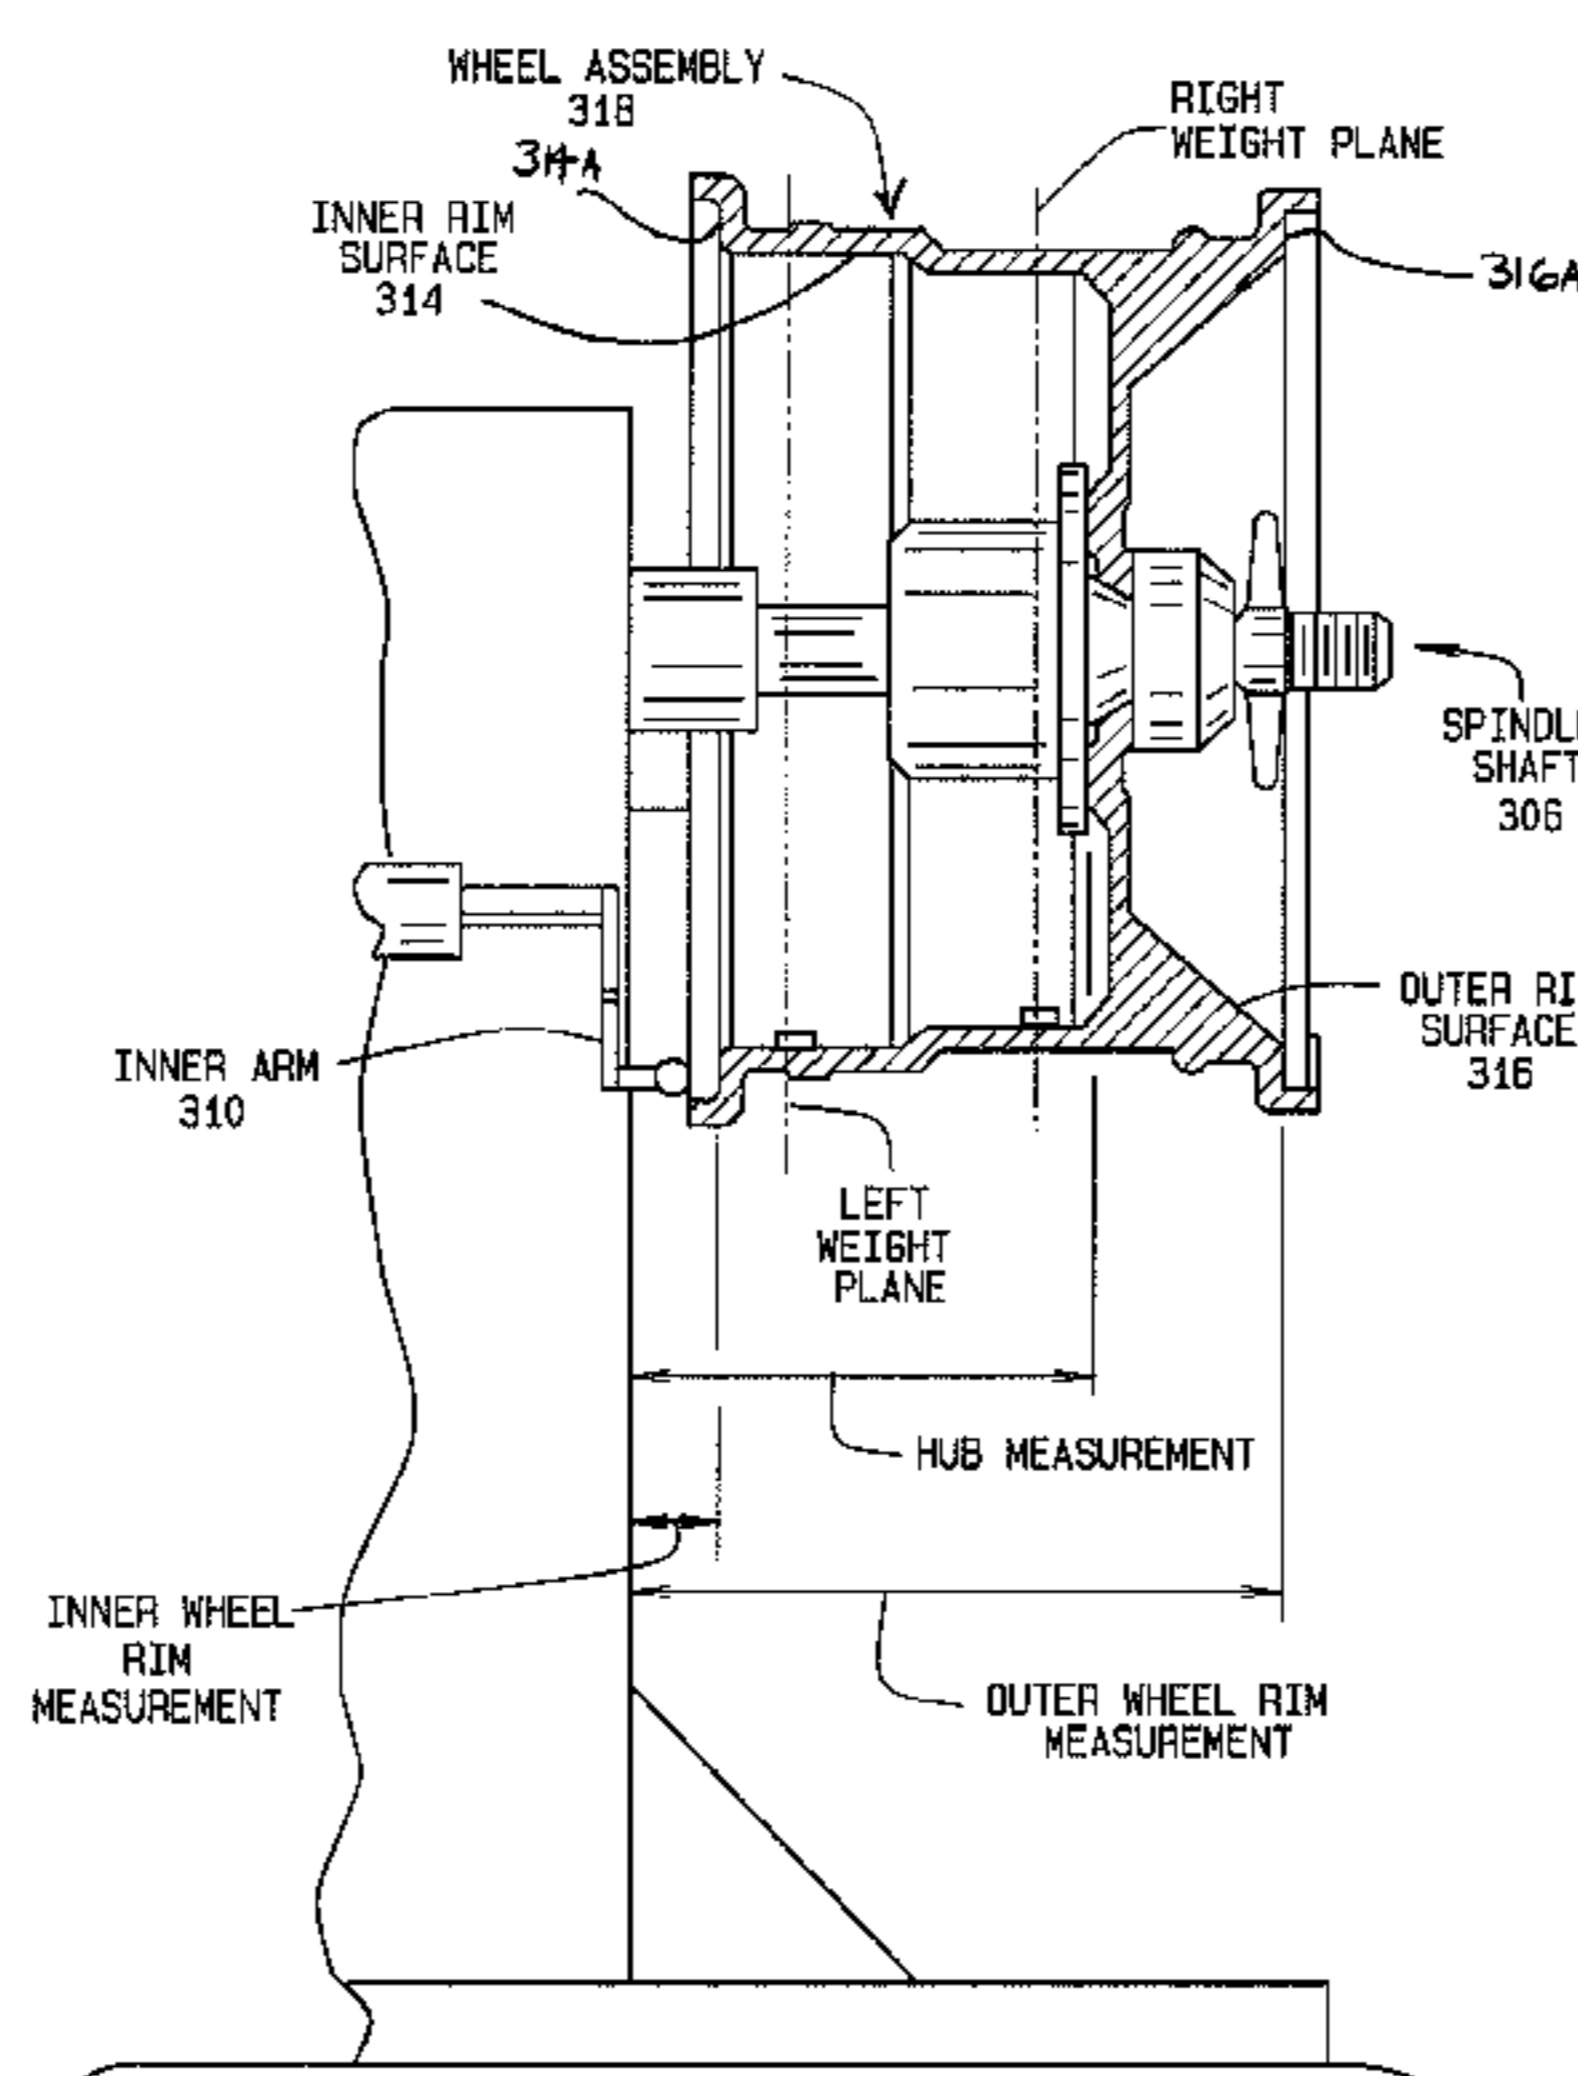 WHEEL ASSEMBLY
318
314A
RIGHT
WEIGHT PLANE
INNER RIM
SURFACE
314
316A
SPINDL
SHAFT
306
OUTER RI
SURFACE
316
INNER ARM
310
LEFT
WEIGHT
PLANE
HUB MEASUREMENT
INNER WHEEL
RIM
MEASUREMENT
OUTER WHEEL RIM
MEASUREMENT